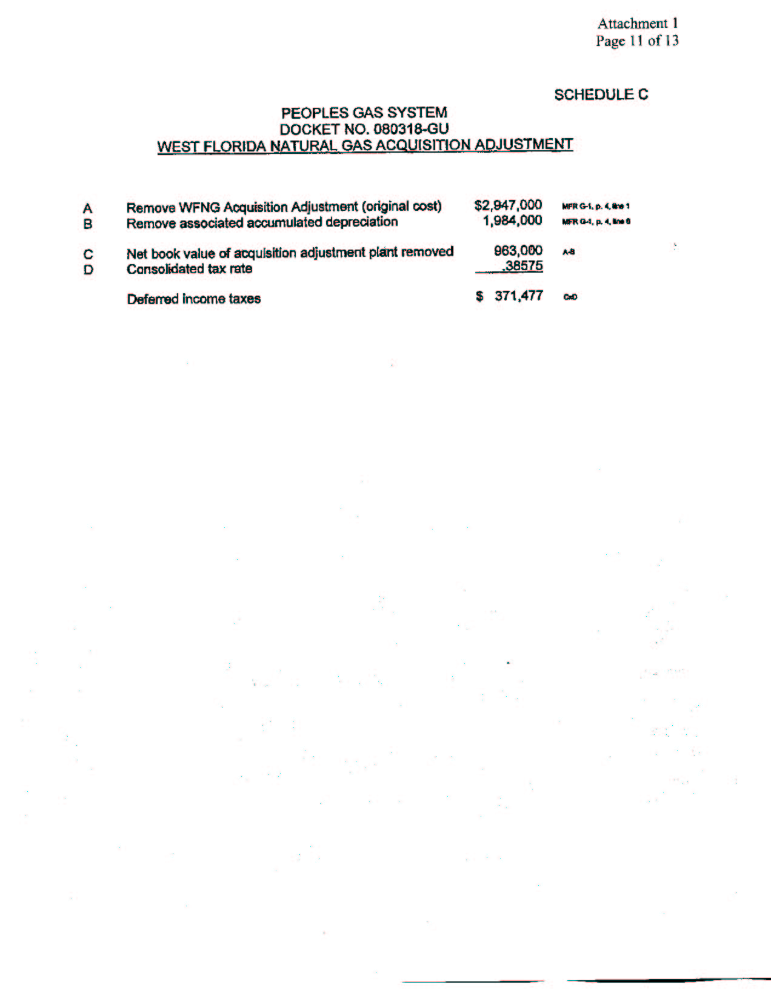 Attachment 1
Page 11 of 13
SCHEDULE C
PEOPLES GAS SYSTEM
DOCKET NO. 080318-GU
WEST FLORIDA NATURAL GAS ACQUISITION ADJUSTMENT
A Remove WFNG Acquisition Adjustment (original cost) $2,947,000 MFR G-1, p. 4, line 1
B Remove associated accumulated depreciation 1,984,000 MFR G-1, p. 4, line 6
C Net book value of acquisition adjustment plant removed 963,000 A-B
D Consolidated tax rate .38575
Deferred income taxes $ 371,477 CxD